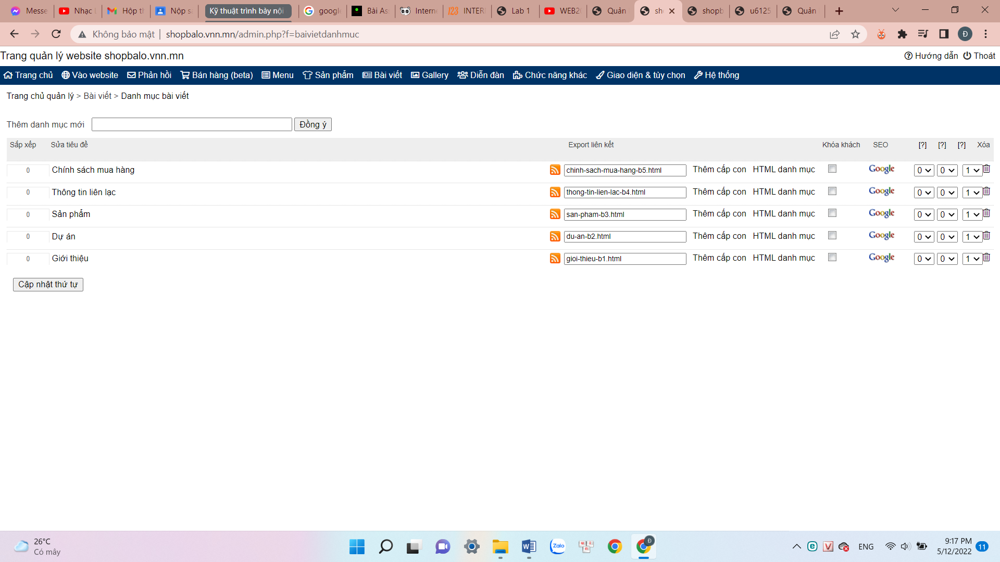 Messe Nhạc Hộp th Nộp s Kỹ thuật trình bày nội google Bài As Interne INTER Lab 1 WEB20 Quản sh shopb u6125 Quản
Không bảo mật | shopbalo.vnn.mn/admin.php?f=baivietdanhmuc
Trang quản lý website shopbalo.vnn.mn Hướng dẫn Thoát
Trang chủ Vào website Phản hồi Bán hàng (beta) Menu Sản phẩm Bài viết Gallery Diễn đàn Chức năng khác Giao diện & tùy chọn Hệ thống
Trang chủ quản lý > Bài viết > Danh mục bài viết
Thêm danh mục mới Đồng ý
Sắp xếp Sửa tiêu đề Export liên kết Khóa khách SEO [?] [?] [?] Xóa
0 Chính sách mua hàng chinh-sach-mua-hang-b5.html Thêm cấp con HTML danh mục Google 0 0 1
0 Thông tin liên lạc thong-tin-lien-lac-b4.html Thêm cấp con HTML danh mục Google 0 0 1
0 Sản phẩm san-pham-b3.html Thêm cấp con HTML danh mục Google 0 0 1
0 Dự án du-an-b2.html Thêm cấp con HTML danh mục Google 0 0 1
0 Giới thiệu gioi-thieu-b1.html Thêm cấp con HTML danh mục Google 0 0 1
Cập nhật thứ tự
26°C
Có mây
Zalo
ENG
9:17 PM
5/12/2022
11